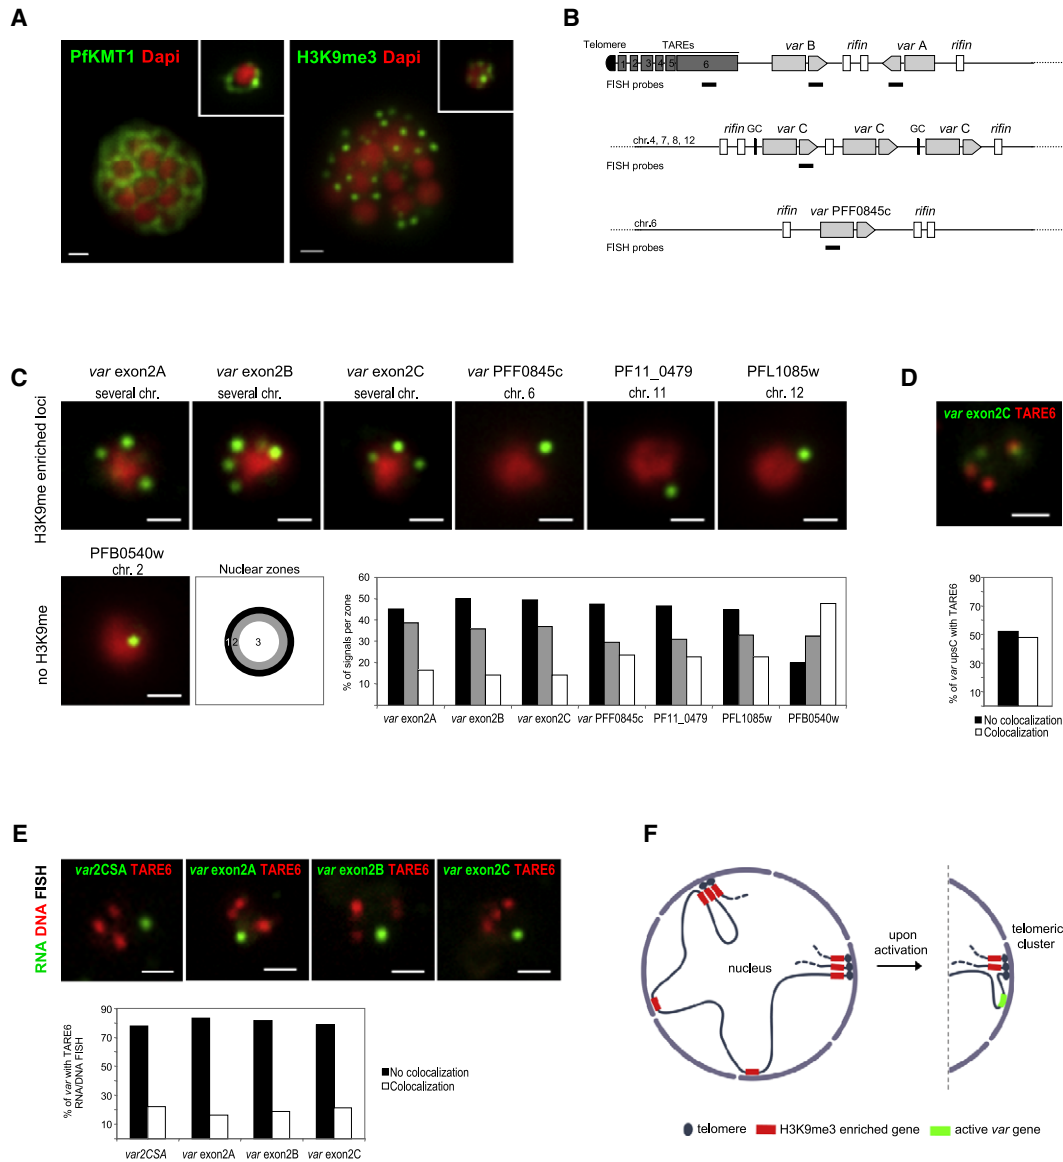 A
PfKMT1 Dapi
H3K9me3 Dapi
B
Telomere
TAREs
var B
rifin
var A
rifin
1 2 3 4 5 6
FISH probes
chr.4, 7, 8, 12
rifin GC var C var C GC var C rifin
FISH probes
chr.6
rifin
var PFF0845c
rifin
FISH probes
C
H3K9me enriched loci
var exon2A
several chr.
var exon2B
several chr.
var exon2C
several chr.
var PFF0845c
chr. 6
PF11_0479
chr. 11
PFL1085w
chr. 12
no H3K9me
PFB0540w
chr. 2
Nuclear zones
1 2 3
% of signals per zone
60
50
40
30
20
10
var exon2A var exon2B var exon2C var PFF0845c PF11_0479 PFL1085w PFB0540w
D
var exon2C TARE6
% of var upsC with TARE6
90
70
50
30
10
No colocalization
Colocalization
E
RNA DNA FISH
var2CSA TARE6
var exon2A TARE6
var exon2B TARE6
var exon2C TARE6
% of var with TARE6
RNA/DNA FISH
90
70
50
30
10
var2CSA var exon2A var exon2B var exon2C
No colocalization
Colocalization
F
nucleus
upon
activation
telomeric
cluster
telomere
H3K9me3 enriched gene
active var gene